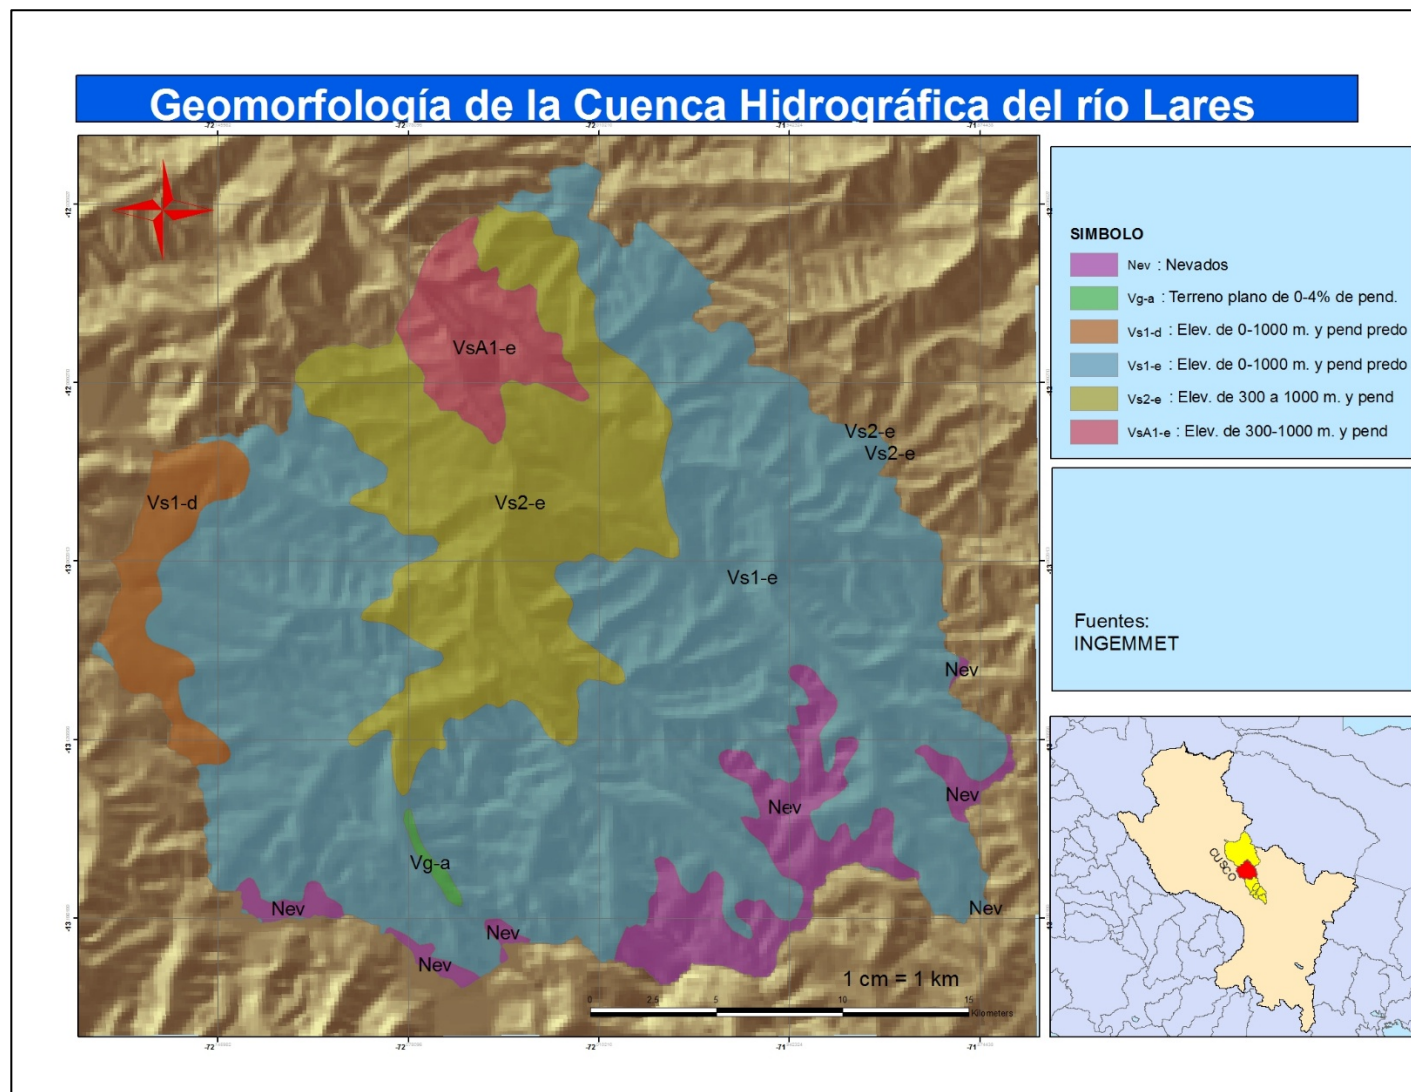 Geomorfología de la Cuenca Hidrográfica del río Lares
SIMBOLO
Nev : Nevados
Vg-a : Terreno plano de 0-4% de pend.
Vs1-d : Elev. de 0-1000 m. y pend predo
Vs1-e : Elev. de 0-1000 m. y pend predo
Vs2-e : Elev. de 300 a 1000 m. y pend
VsA1-e : Elev. de 300-1000 m. y pend
VsA1-e
Vs2-e
Vs2-e
Vs1-d
Vs2-e
Vs1-e
Nev
Nev
Nev
Vg-a
Nev
Nev
Nev
Nev
1 cm = 1 km
0 2.5 5 10 15
Kilometers
Fuentes:
INGEMMET
CUSCO